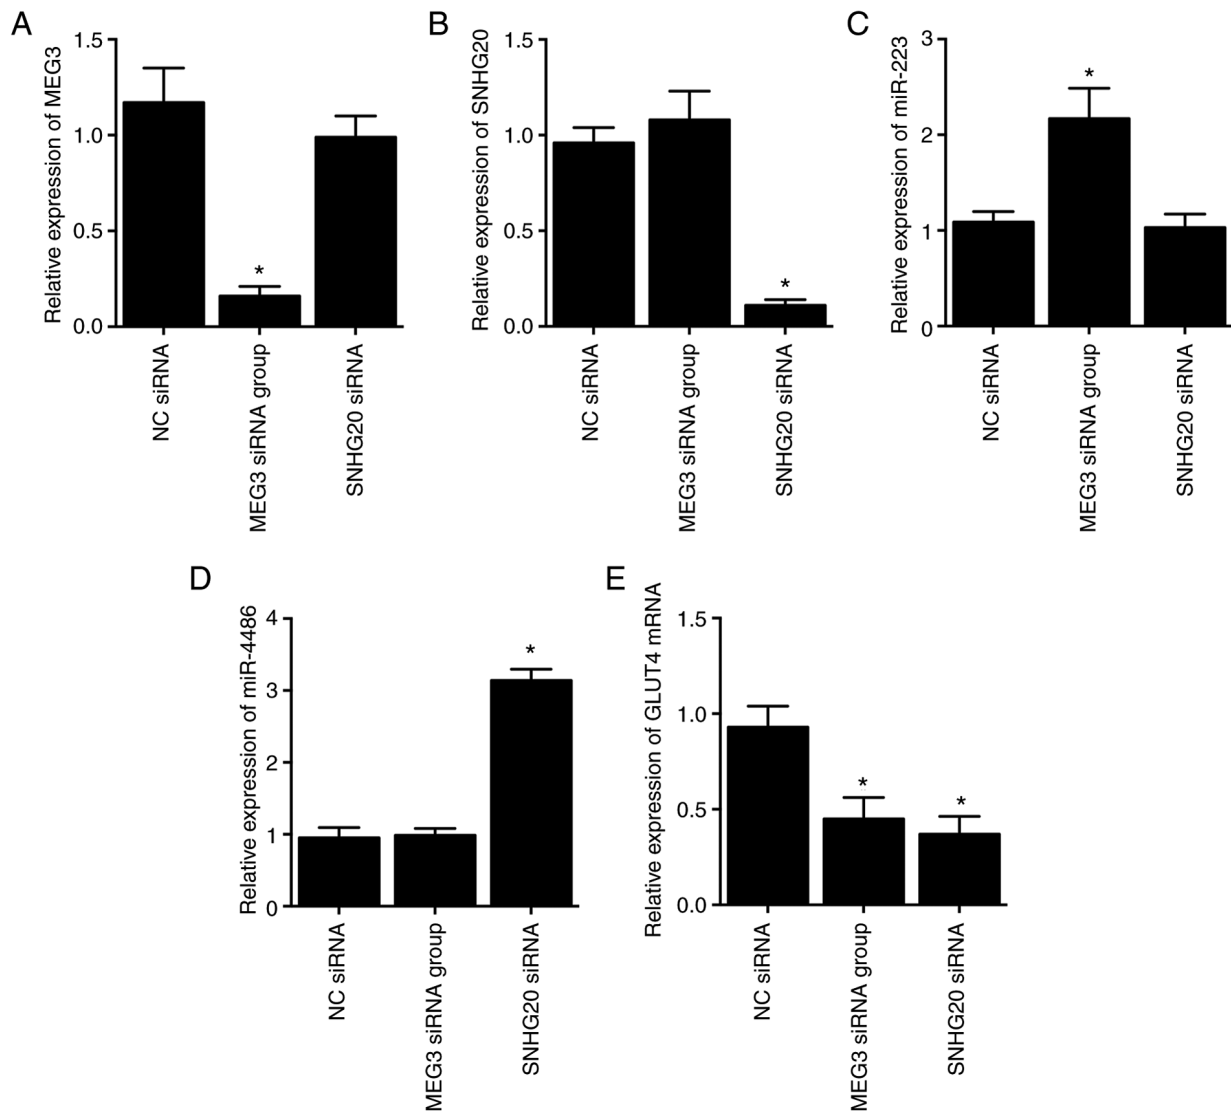 A
Relative expression of MEG3
1.5
1.0
0.5
0.0
*
NC siRNA
MEG3 siRNA group
SNHG20 siRNA
B
Relative expression of SNHG20
1.5
1.0
0.5
0.0
*
NC siRNA
MEG3 siRNA group
SNHG20 siRNA
C
Relative expression of miR-223
3
2
1
0
*
NC siRNA
MEG3 siRNA group
SNHG20 siRNA
D
Relative expression of miR-4486
4
3
2
1
0
*
NC siRNA
MEG3 siRNA group
SNHG20 siRNA
E
Relative expression of GLUT4 mRNA
1.5
1.0
0.5
0.0
*
*
NC siRNA
MEG3 siRNA group
SNHG20 siRNA